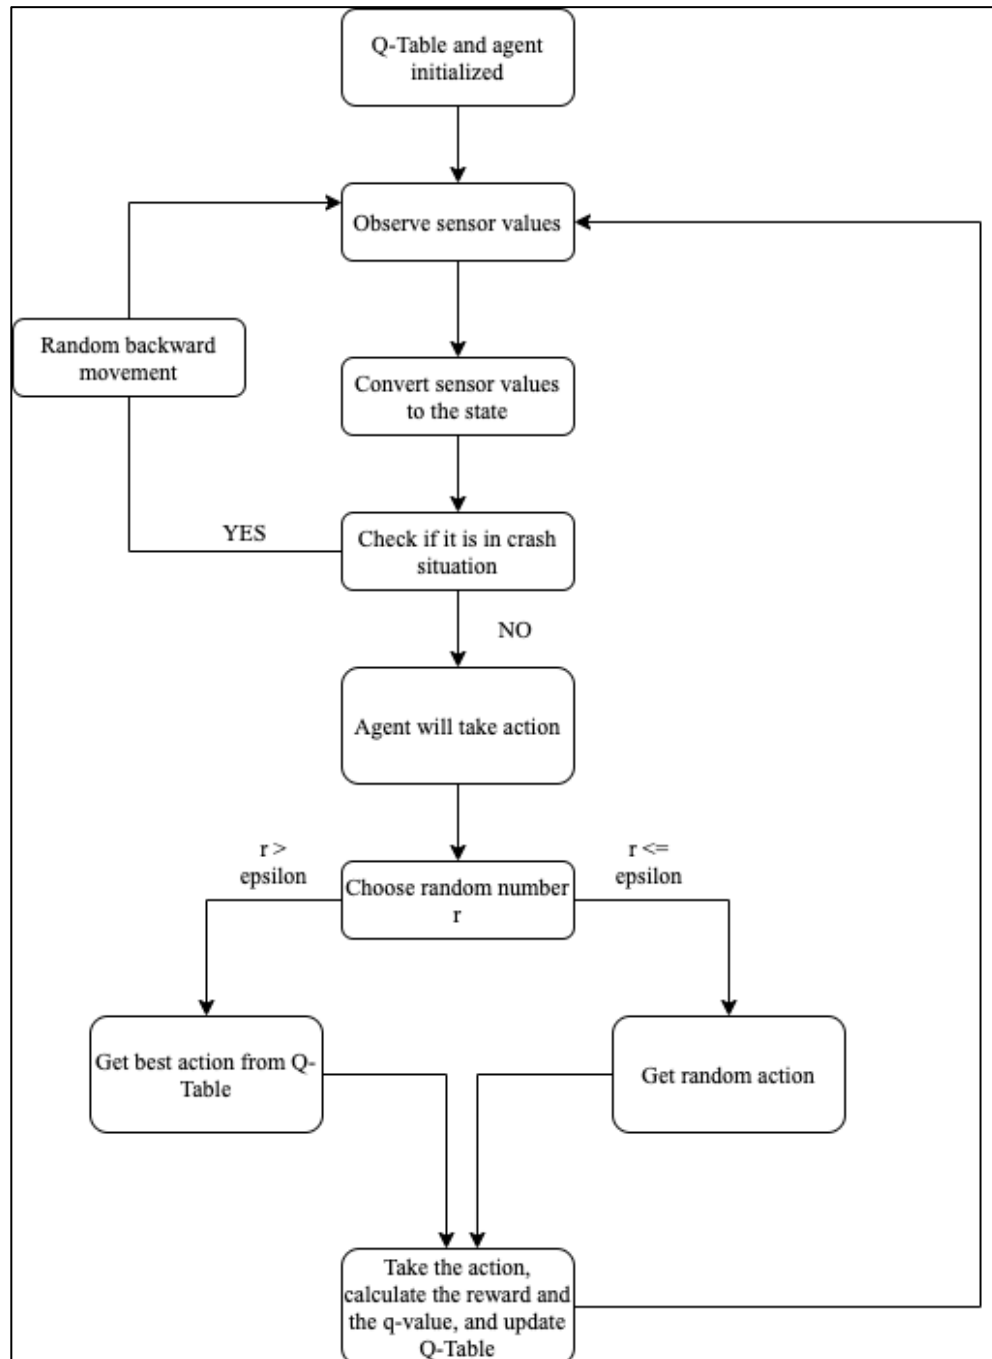 Q-Table and agent
initialized
Observe sensor values
Random backward
movement
Convert sensor values
to the state
YES
Check if it is in crash
situation
NO
Agent will take action
r >
epsilon
r <=
epsilon
Choose random number
r
Get best action from Q-
Table
Get random action
Take the action,
calculate the reward and
the q-value, and update
Q-Table